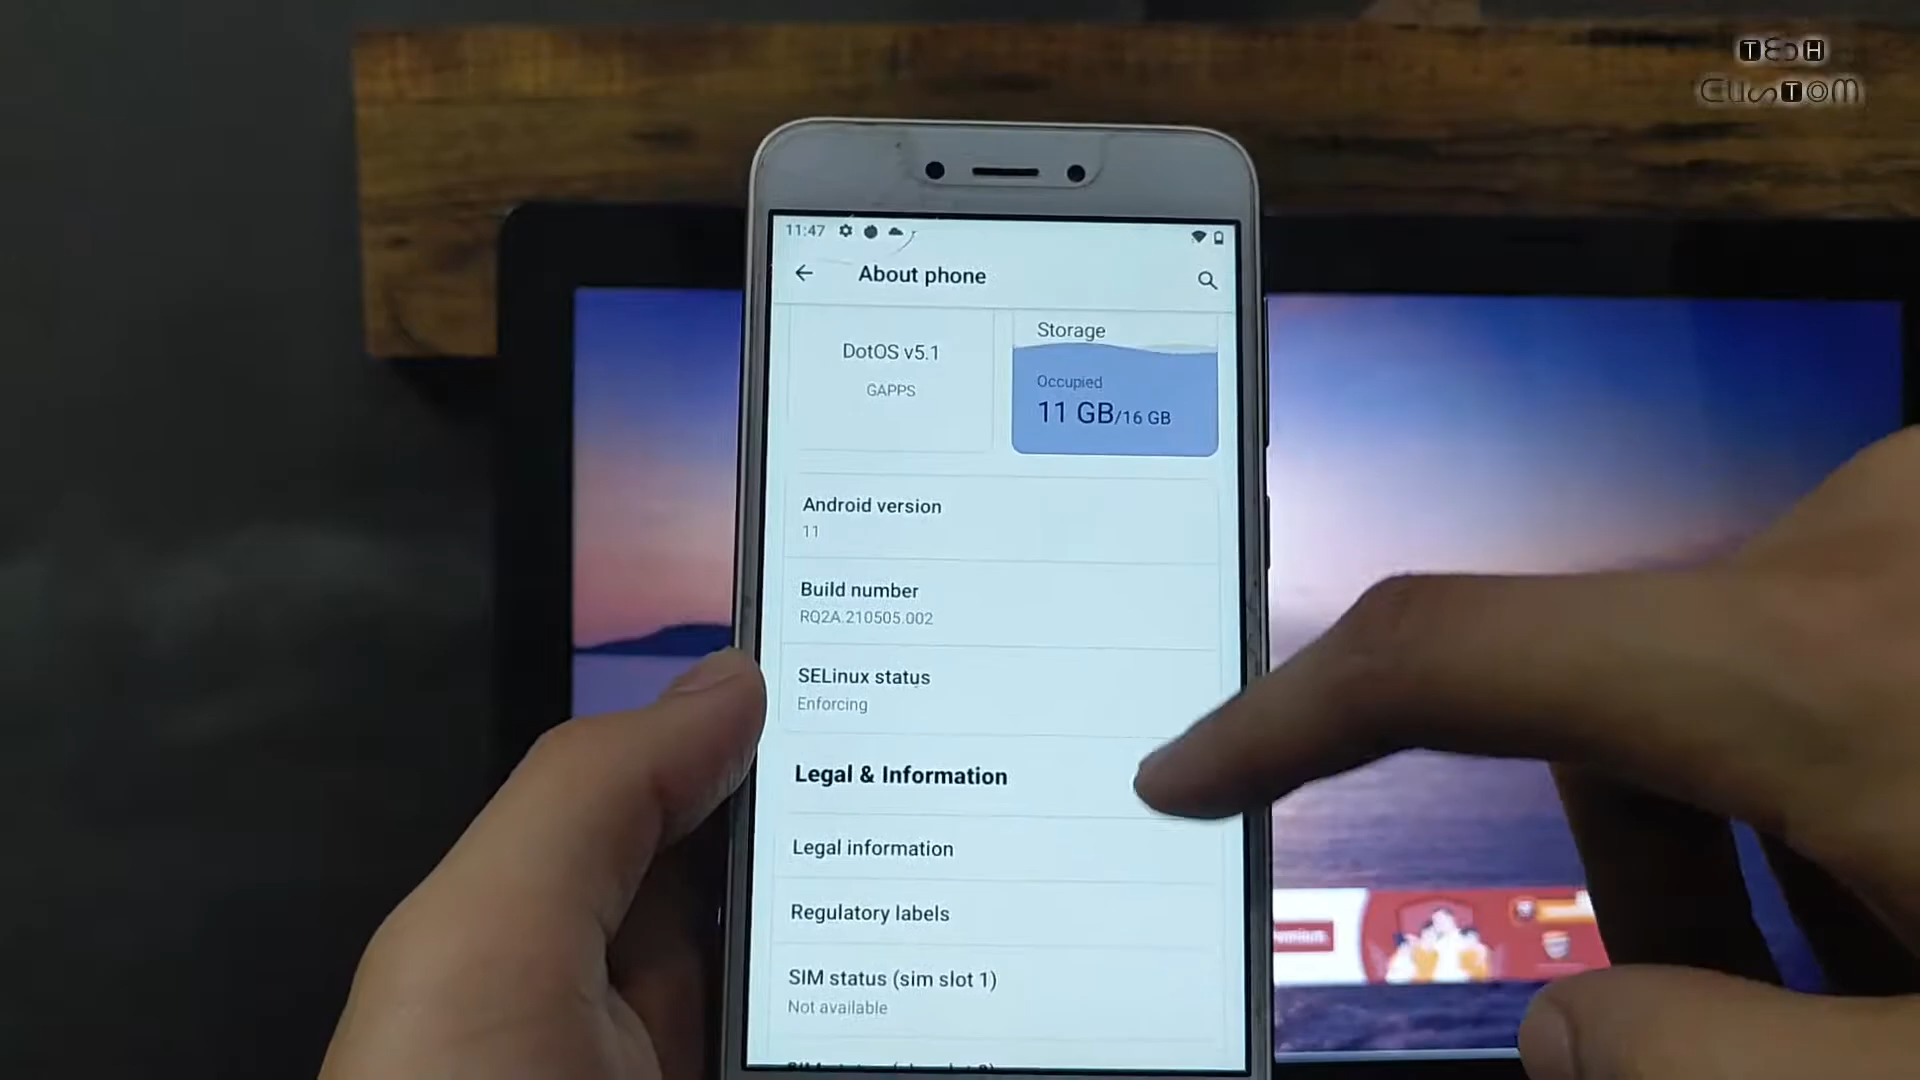 TECH
CUSTOM
11:47
About phone
DotOS v5.1
GAPPS
Storage
Occupied
11 GB/16 GB
Android version
11
Build number
RQ2A.210505.002
SELinux status
Enforcing
Legal & Information
Legal information
Regulatory labels
SIM status (sim slot 1)
Not available